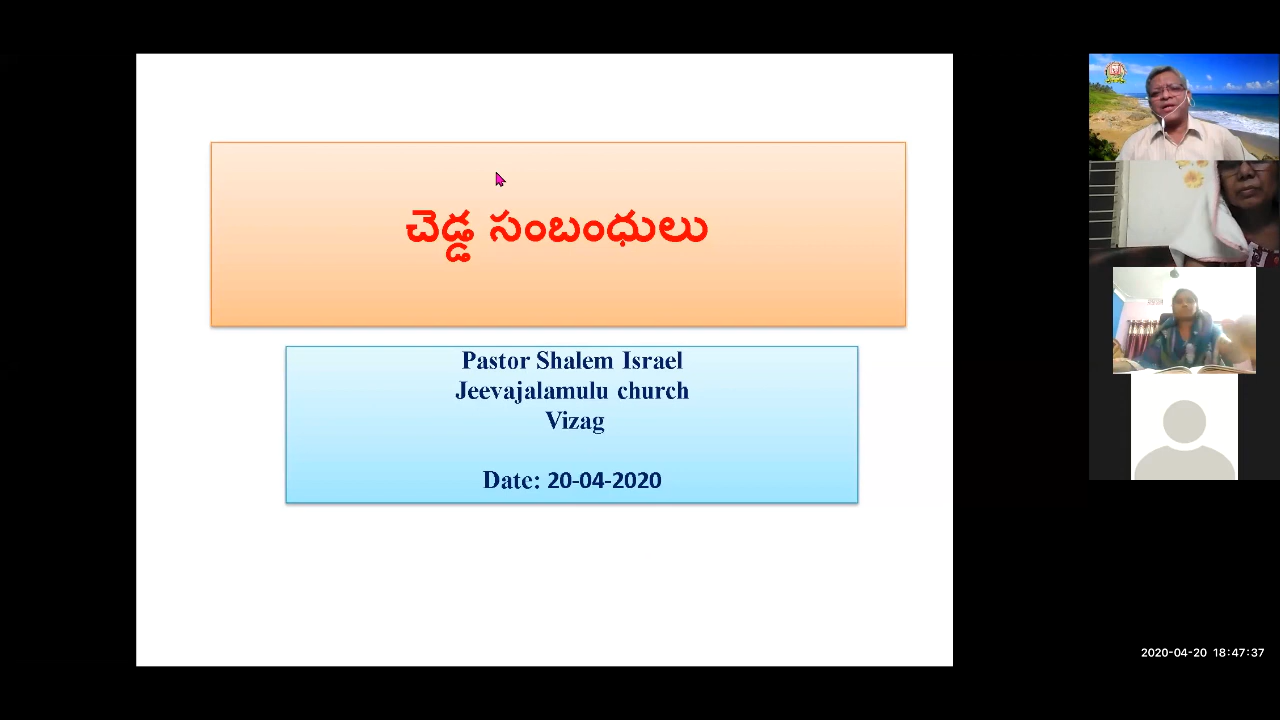 చెడ్డ సంబంధులు
Pastor Shalem Israel
Jeevajalamulu church
Vizag
Date: 20-04-2020
2020-04-20 18:47:37